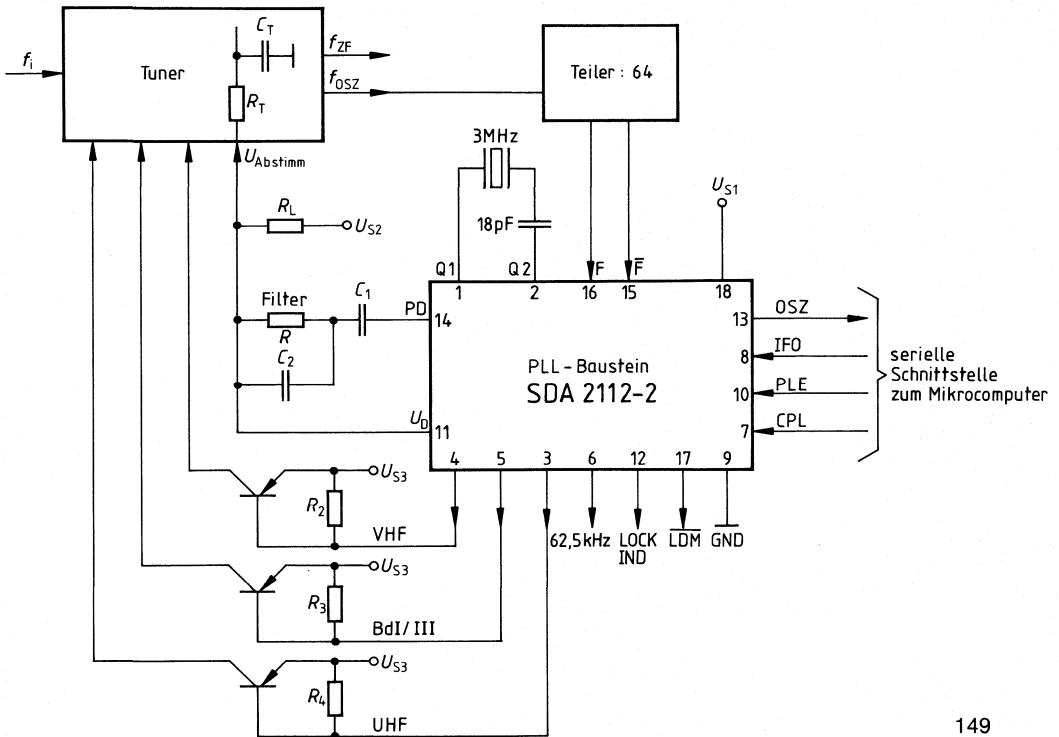 f_i
Tuner
C_T
R_T
f_ZF
f_OSZ
Teiler : 64
U_Abstimm
3MHz
18pF
U_S1
R_L
U_S2
Q1
Q2
F
F̅
1
2
16
15
18
Filter
R
C_1
PD
14
C_2
U_D
11
PLL-Baustein
SDA 2112-2
13
OSZ
8
IFO
10
PLE
7
CPL
serielle
Schnittstelle
zum Mikrocomputer
4
5
3
6
12
17
9
62,5kHz
LOCK
IND
L̅D̅M̅
GND
U_S3
R_2
VHF
U_S3
R_3
BdI/III
U_S3
R_4
UHF
149